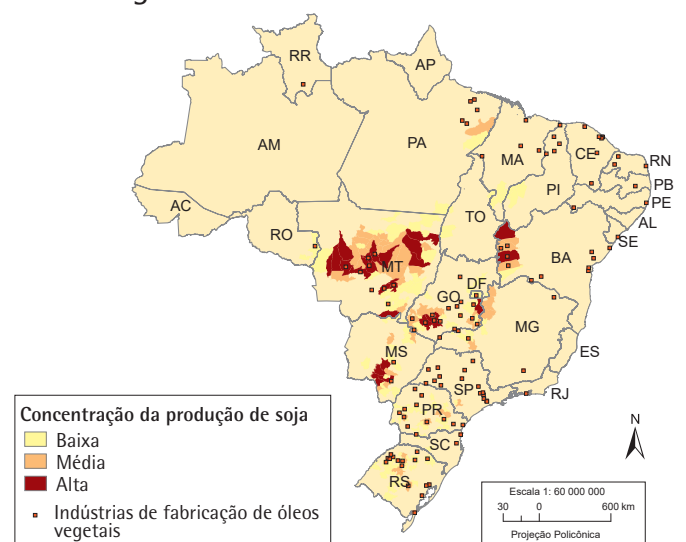 RR
AP
AM
PA
MA
CE
RN
PB
PE
AL
SE
PI
AC
TO
RO
BA
MT
DF
GO
MG
ES
MS
SP
RJ
PR
SC
RS
Concentração da produção de soja
Baixa
Média
Alta
Indústrias de fabricação de óleos
vegetais
N
Escala 1: 60 000 000
30 0 600 km
Projeção Policônica